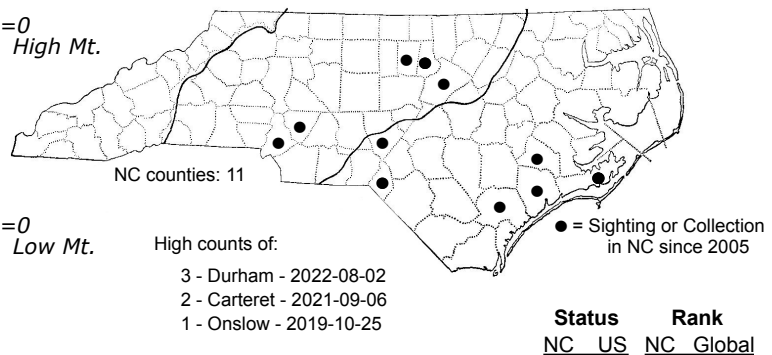 =0
High Mt.
NC counties: 11
=0
Low Mt.
High counts of:
3 - Durham - 2022-08-02
2 - Carteret - 2021-09-06
1 - Onslow - 2019-10-25
● = Sighting or Collection
in NC since 2005
Status Rank
NC US NC Global